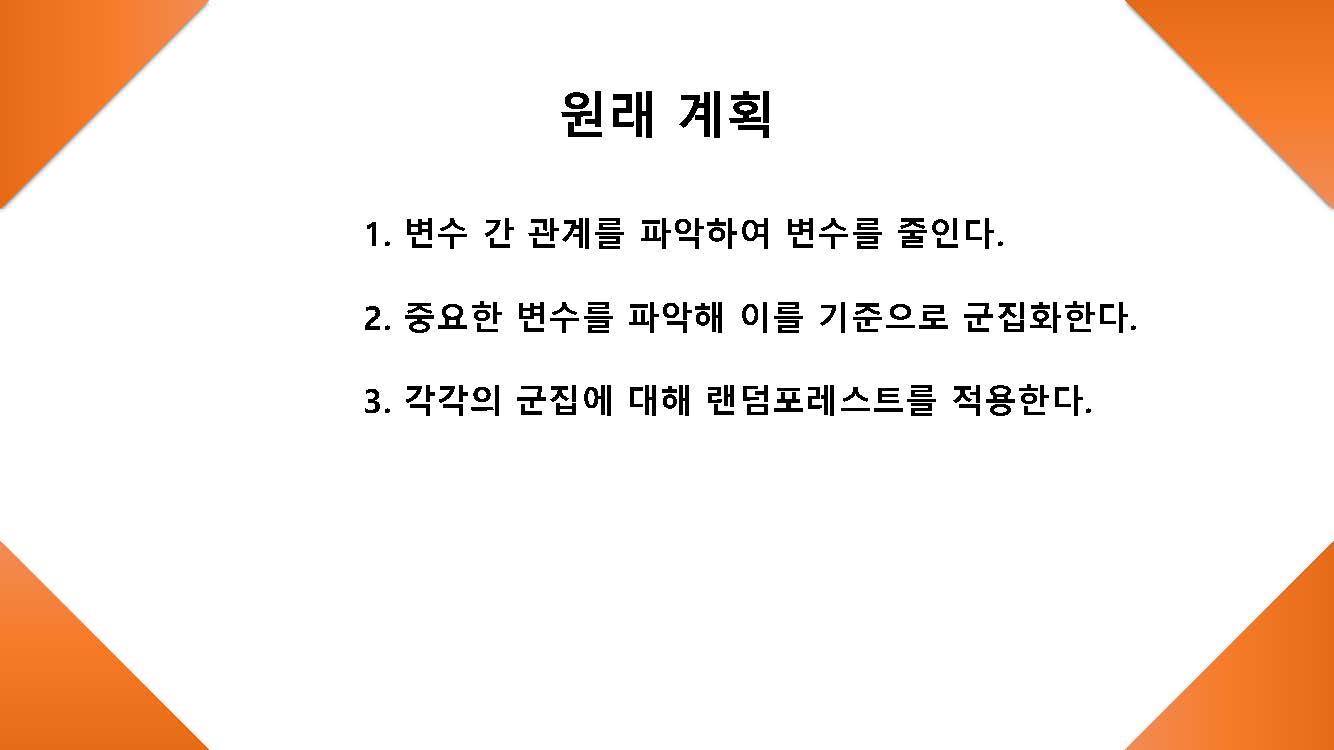 원래 계획
1. 변수 간 관계를 파악하여 변수를 줄인다.
2. 중요한 변수를 파악해 이를 기준으로 군집화한다.
3. 각각의 군집에 대해 랜덤포레스트를 적용한다.